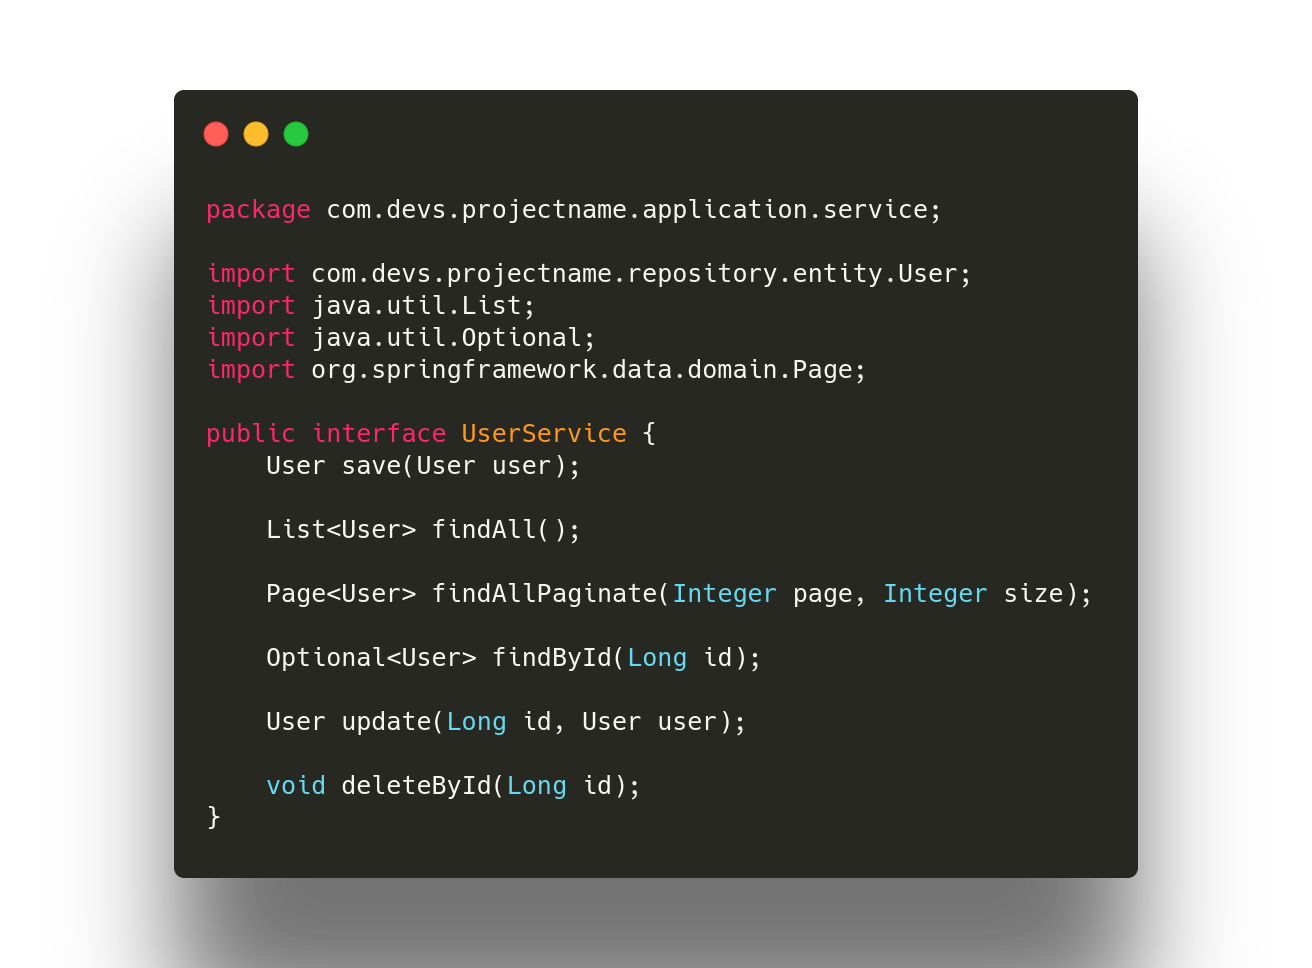 package com.devs.projectname.application.service;
import com.devs.projectname.repository.entity.User;
import java.util.List;
import java.util.Optional;
import org.springframework.data.domain.Page;
public interface UserService {
    User save(User user);
    List<User> findAll();
    Page<User> findAllPaginate(Integer page, Integer size);
    Optional<User> findById(Long id);
    User update(Long id, User user);
    void deleteById(Long id);
}